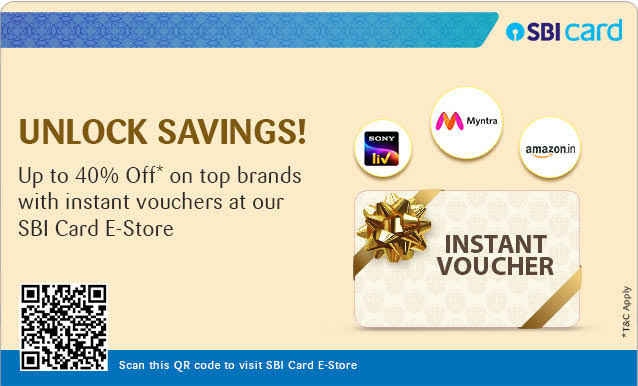 SBI card
UNLOCK SAVINGS!
Up to 40% Off* on top brands
with instant vouchers at our
SBI Card E-Store
SONY
liv
Myntra
amazon.in
INSTANT
VOUCHER
*T&C Apply
Scan this QR code to visit SBI Card E-Store